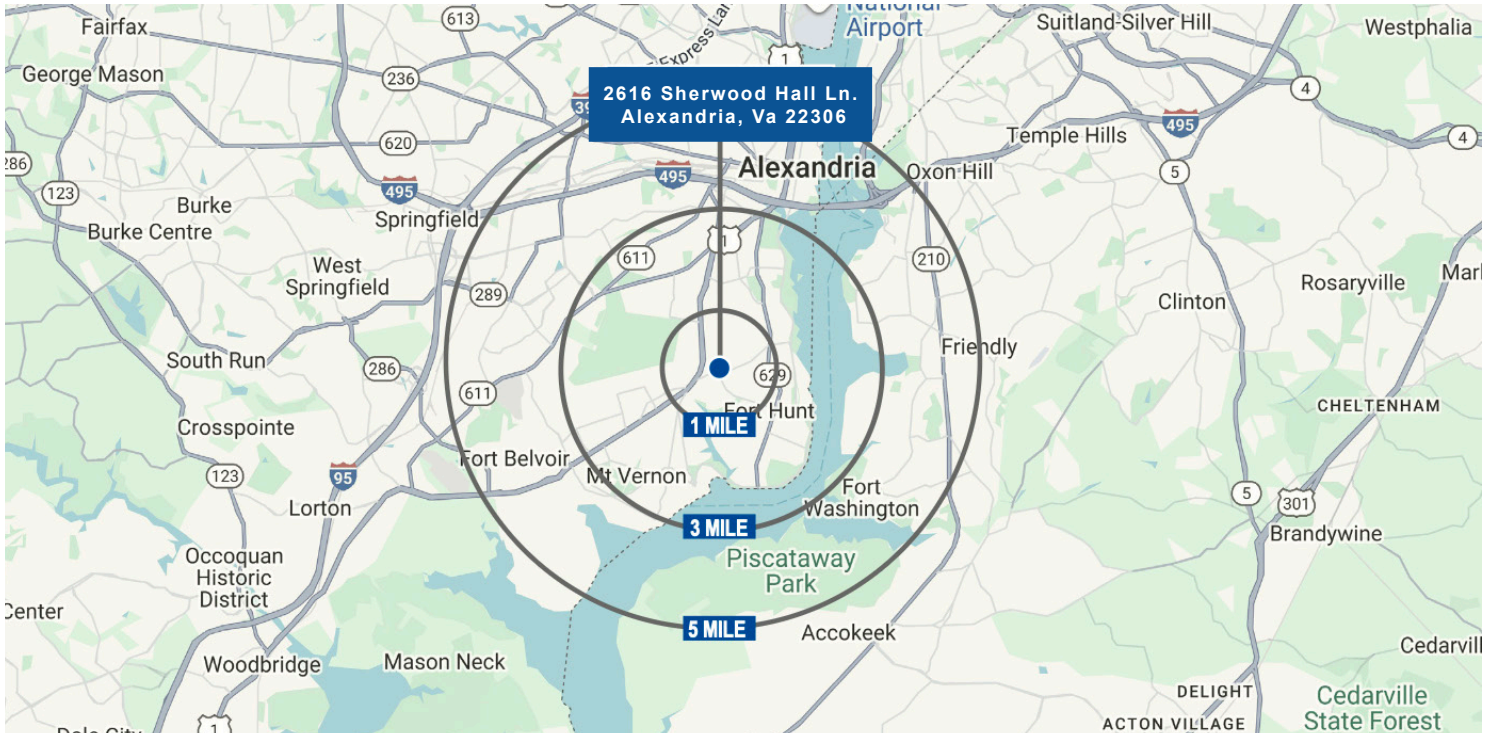 National
Airport
613
Suitland-Silver Hill
Westphalia
Fairfax
Express
1
George Mason
236
4
2616 Sherwood Hall Ln.
Alexandria, Va 22306
495
Temple Hills
4
620
286
495
Alexandria
Oxon Hill
5
123
495
Burke
Springfield
Burke Centre
1
611
210
West
Springfield
289
Rosaryville
Clinton
South Run
286
Friendly
629
611
Fort Hunt
CHELTENHAM
1 MILE
Crosspointe
Fort Belvoir
123
95
Mt Vernon
Fort
Washington
5
301
Lorton
3 MILE
Brandywine
Occoquan
Historic
District
Piscataway
Park
Center
5 MILE
Accokeek
Woodbridge
Mason Neck
DELIGHT
Cedarville
State Forest
ACTON VILLAGE
1